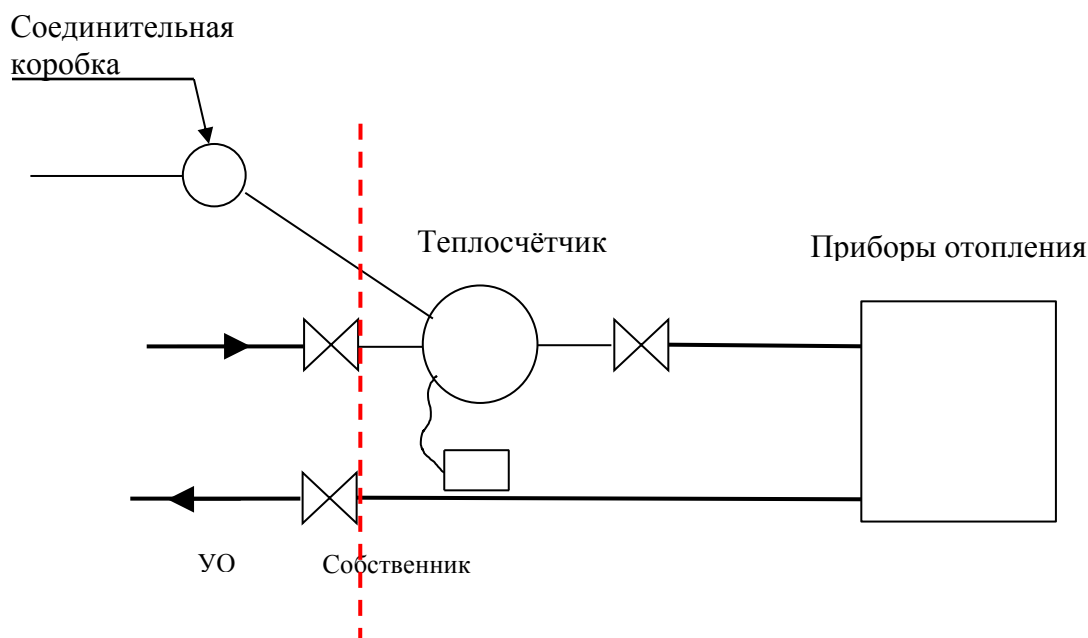 Соединительная
коробка
Теплосчётчик
Приборы отопления
УО
Собственник